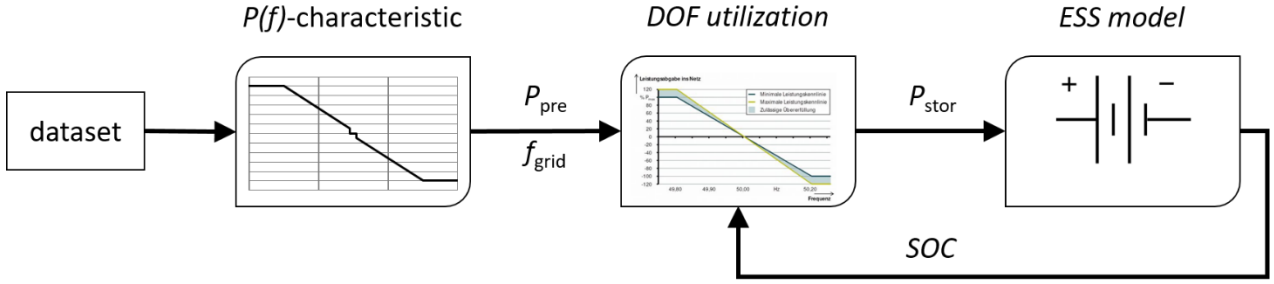 P(f)-characteristic
DOF utilization
ESS model
dataset
P_pre
f_grid
Leistungsabgabe ins Netz
Minimale Leistungskennlinie
Maximale Leistungskennlinie
Zulässige Übererfüllung
120
100
80
60
40
20
0
-20
-40
-60
-80
-100
-120
49,80
49,90
50,00
Hz
50,20
Frequenz
P_stor
+
−
SOC